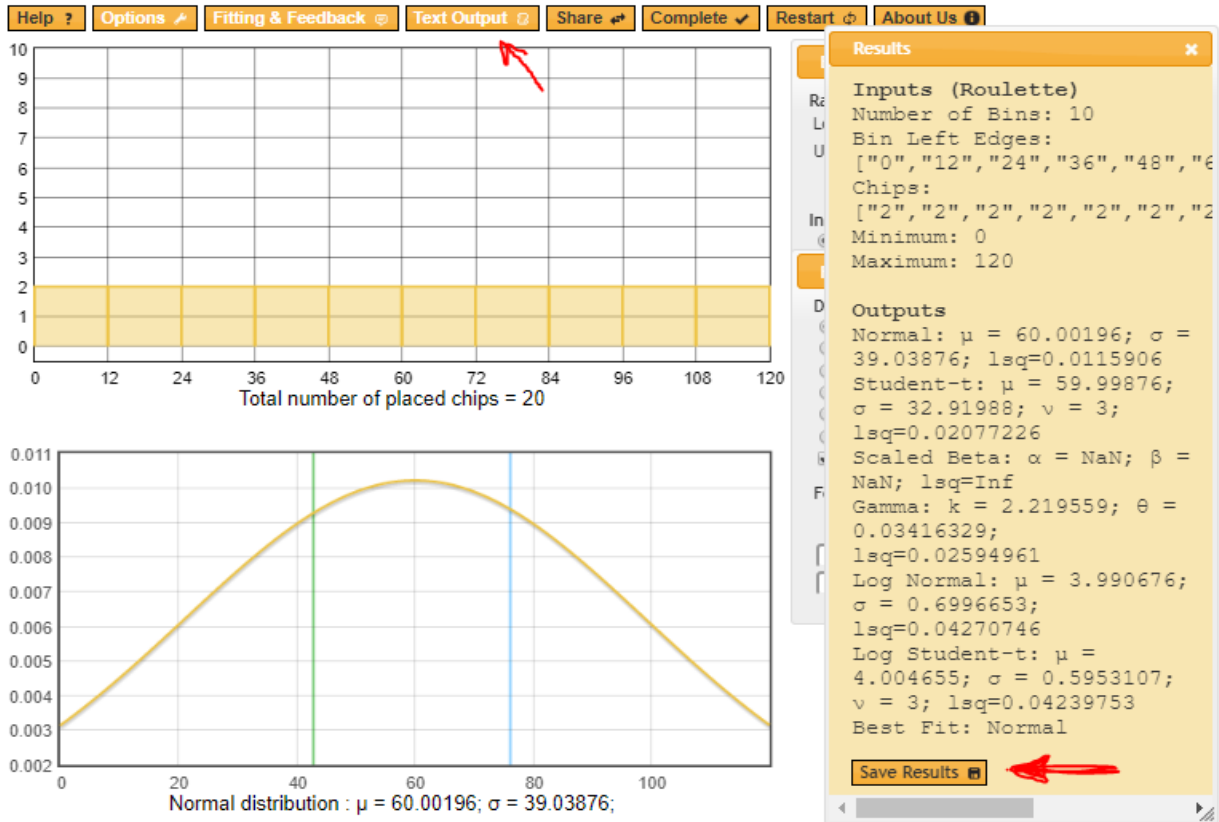 Help ? Options Fitting & Feedback Text Output Share Complete Restart About Us
10
9
8
7
6
5
4
3
2
1
0
0 12 24 36 48 60 72 84 96 108 120
Total number of placed chips = 20
0.011
0.010
0.009
0.008
0.007
0.006
0.005
0.004
0.003
0.002
0 20 40 60 80 100
Normal distribution : μ = 60.00196; σ = 39.03876;
Results
Inputs (Roulette)
Number of Bins: 10
Bin Left Edges:
["0","12","24","36","48","6
Chips:
["2","2","2","2","2","2","2
Minimum: 0
Maximum: 120
Outputs
Normal: μ = 60.00196; σ =
39.03876; lsq=0.0115906
Student-t: μ = 59.99876;
σ = 32.91988; ν = 3;
lsq=0.02077226
Scaled Beta: α = NaN; β =
NaN; lsq=Inf
Gamma: k = 2.219559; θ =
0.03416329;
lsq=0.02594961
Log Normal: μ = 3.990676;
σ = 0.6996653;
lsq=0.04270746
Log Student-t: μ =
4.004655; σ = 0.5953107;
ν = 3; lsq=0.04239753
Best Fit: Normal
Save Results